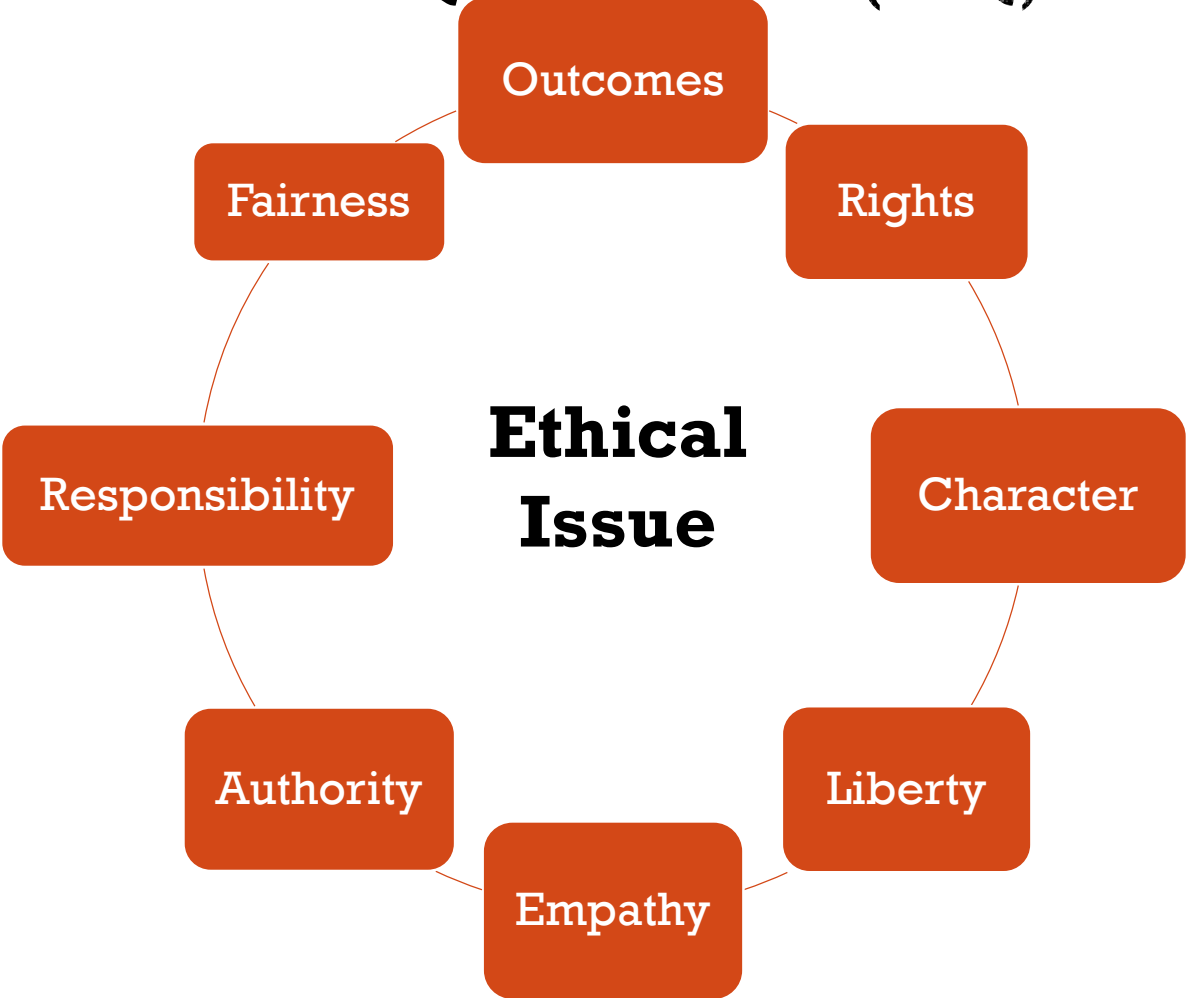 Outcomes
Rights
Character
Liberty
Empathy
Authority
Responsibility
Fairness
Ethical
Issue